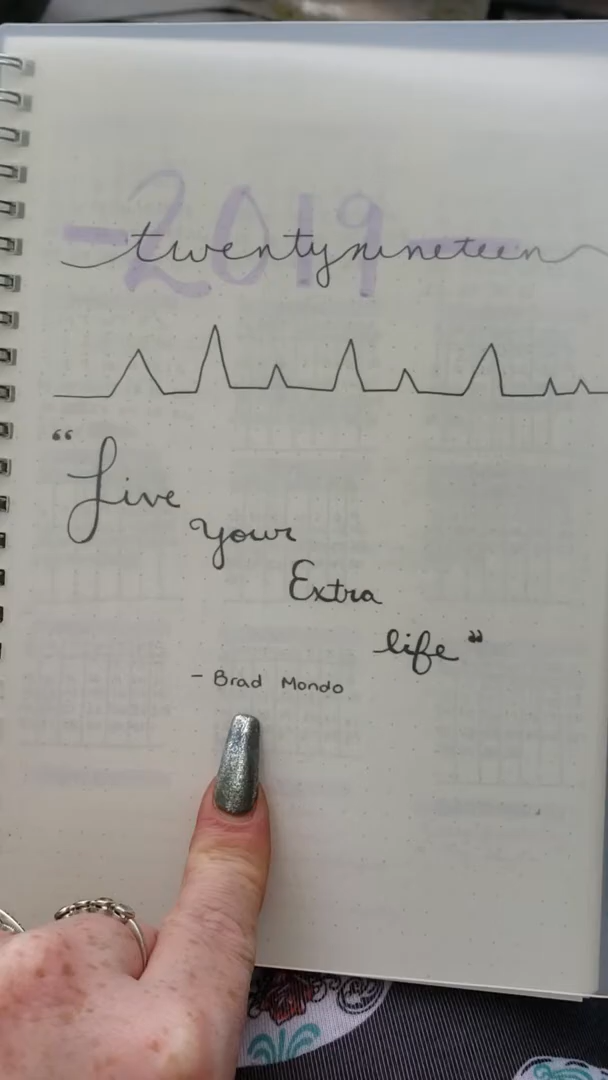 -2019-
twentynineteen
"Live
your
Extra
life"
- Brad Mondo